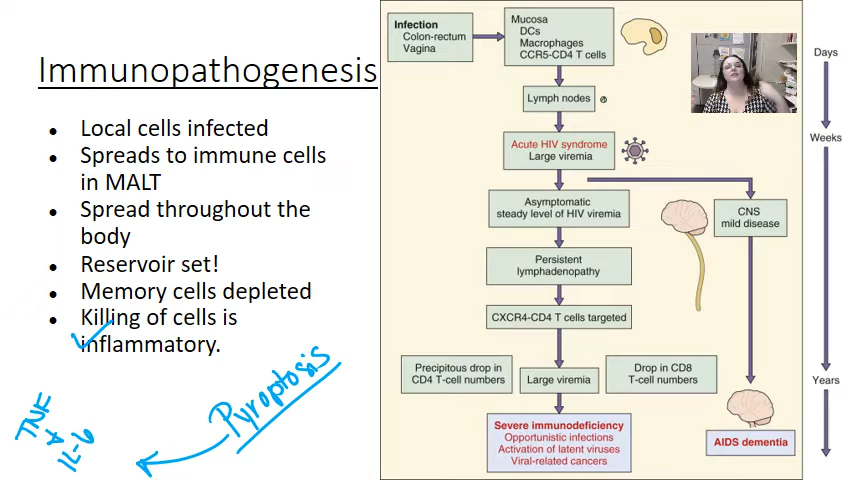 Immunopathogenesis
● Local cells infected
● Spreads to immune cells
in MALT
● Spread throughout the
body
● Reservoir set!
● Memory cells depleted
● Killing of cells is
inflammatory.
Pyroptosis
TNF
&
IL-6
Infection
Colon-rectum
Vagina
Mucosa
DCs
Macrophages
CCR5-CD4 T cells
Lymph nodes
Acute HIV syndrome
Large viremia
Asymptomatic
steady level of HIV viremia
CNS
mild disease
Persistent
lymphadenopathy
CXCR4-CD4 T cells targeted
Precipitous drop in
CD4 T-cell numbers
Large viremia
Drop in CD8
T-cell numbers
Severe immunodeficiency
Opportunistic infections
Activation of latent viruses
Viral-related cancers
AIDS dementia
Days
Weeks
Years